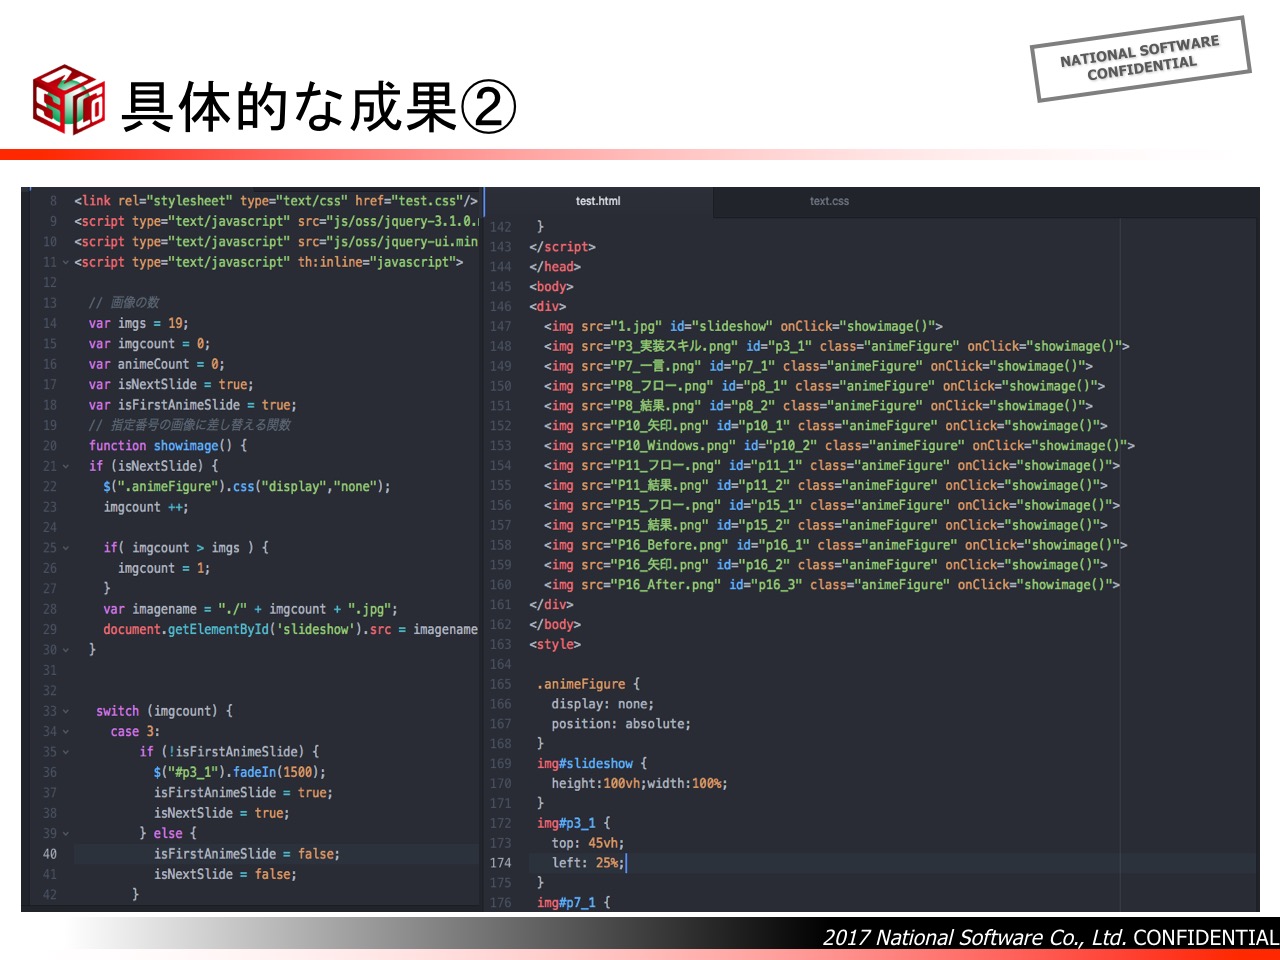 NATIONAL SOFTWARE
CONFIDENTIAL
具体的な成果②
8 <link rel="stylesheet" type="text/css" href="test.css"/>
9 <script type="text/javascript" src="js/oss/jquery-3.1.0.
10 <script type="text/javascript" src="js/oss/jquery-ui.min
11 <script type="text/javascript" th:inline="javascript">
12
13 // 画像の数
14 var imgs = 19;
15 var imgcount = 0;
16 var animeCount = 0;
17 var isNextSlide = true;
18 var isFirstAnimeSlide = true;
19 // 指定番号の画像に差し替える関数
20 function showimage() {
21 if (isNextSlide) {
22 $(".animeFigure").css("display","none");
23 imgcount ++;
24
25 if( imgcount > imgs ) {
26 imgcount = 1;
27 }
28 var imagename = "./" + imgcount + ".jpg";
29 document.getElementById('slideshow').src = imagename
30 }
31
32
33 switch (imgcount) {
34 case 3:
35 if (!isFirstAnimeSlide) {
36 $("#p3_1").fadeIn(1500);
37 isFirstAnimeSlide = true;
38 isNextSlide = true;
39 } else {
40 isFirstAnimeSlide = false;
41 isNextSlide = false;
42 }
test.html text.css
142 }
143 </script>
144 </head>
145 <body>
146 <div>
147 <img src="1.jpg" id="slideshow" onClick="showimage()">
148 <img src="P3_実装スキル.png" id="p3_1" class="animeFigure" onClick="showimage()">
149 <img src="P7_一言.png" id="p7_1" class="animeFigure" onClick="showimage()">
150 <img src="P8_フロー.png" id="p8_1" class="animeFigure" onClick="showimage()">
151 <img src="P8_結果.png" id="p8_2" class="animeFigure" onClick="showimage()">
152 <img src="P10_矢印.png" id="p10_1" class="animeFigure" onClick="showimage()">
153 <img src="P10_Windows.png" id="p10_2" class="animeFigure" onClick="showimage()">
154 <img src="P11_フロー.png" id="p11_1" class="animeFigure" onClick="showimage()">
155 <img src="P11_結果.png" id="p11_2" class="animeFigure" onClick="showimage()">
156 <img src="P15_フロー.png" id="p15_1" class="animeFigure" onClick="showimage()">
157 <img src="P15_結果.png" id="p15_2" class="animeFigure" onClick="showimage()">
158 <img src="P16_Before.png" id="p16_1" class="animeFigure" onClick="showimage()">
159 <img src="P16_矢印.png" id="p16_2" class="animeFigure" onClick="showimage()">
160 <img src="P16_After.png" id="p16_3" class="animeFigure" onClick="showimage()">
161 </div>
162 </body>
163 <style>
164
165 .animeFigure {
166 display: none;
167 position: absolute;
168 }
169 img#slideshow {
170 height:100vh;width:100%;
171 }
172 img#p3_1 {
173 top: 45vh;
174 left: 25%;
175 }
176 img#p7_1 {
2017 National Software Co., Ltd. CONFIDENTIAL